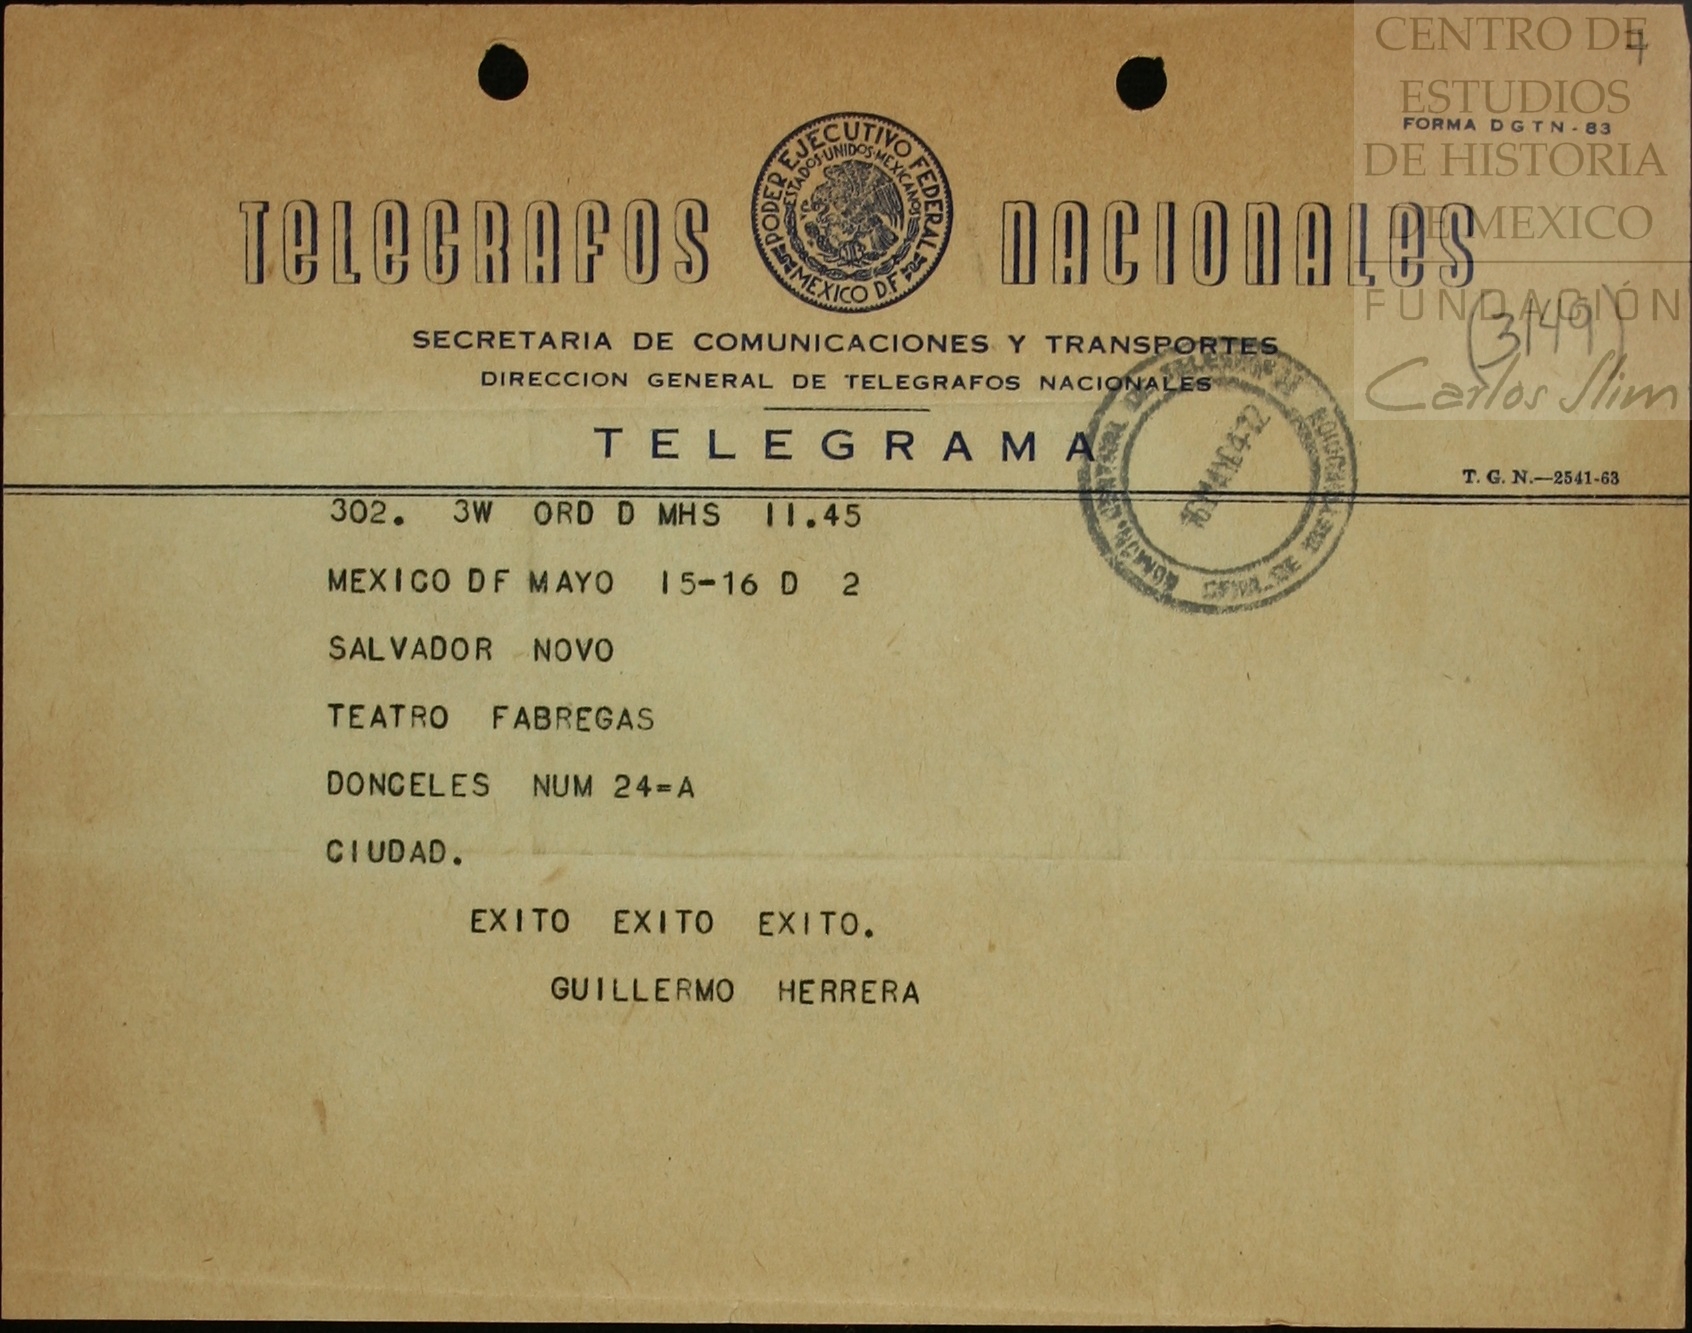 CENTRO DE
ESTUDIOS
DE HISTORIA
DE MEXICO
FUNDACIÓN
Carlos Slim
4
FORMA DGTN-83
TELEGRAFOS NACIONALES
PODER EJECUTIVO FEDERAL
ESTADOS·UNIDOS·MEXICANOS
MEXICO D.F.
(3149)
SECRETARIA DE COMUNICACIONES Y TRANSPORTES
DIRECCION GENERAL DE TELEGRAFOS NACIONALES
TELEGRAMA
T. G. N.—2541-63
302. 3W ORD D MHS 11.45
MEXICO DF MAYO 15-16 D 2
SALVADOR NOVO
TEATRO FABREGAS
DONCELES NUM 24=A
CIUDAD.
EXITO EXITO EXITO.
GUILLERMO HERRERA